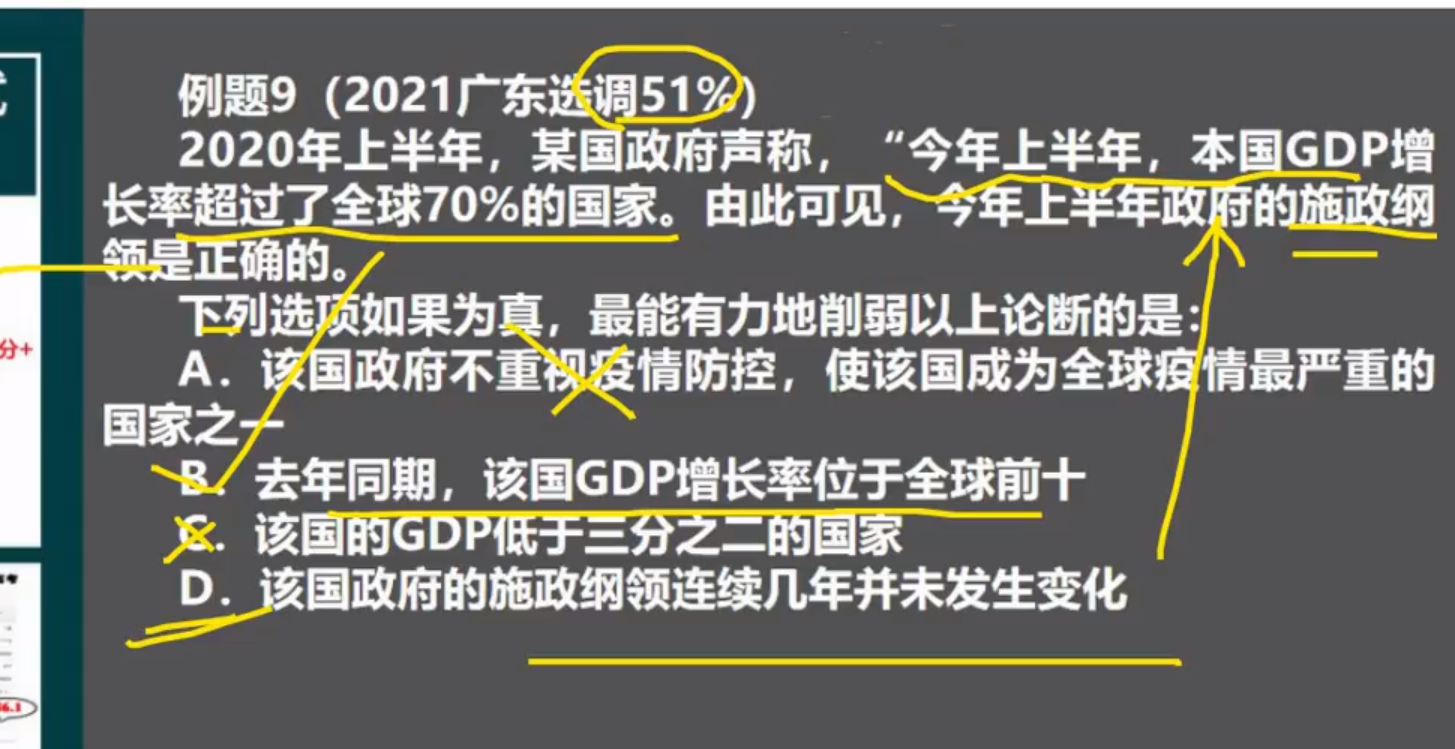 例题9（2021广东选调51%）
2020年上半年，某国政府声称，“今年上半年，本国GDP增
长率超过了全球70%的国家。由此可见，今年上半年政府的施政纲
领是正确的。
下列选项如果为真，最能有力地削弱以上论断的是：
A．该国政府不重视疫情防控，使该国成为全球疫情最严重的
分+
国家之一
B．去年同期，该国GDP增长率位于全球前十
C．该国的GDP低于三分之二的国家
D．该国政府的施政纲领连续几年并未发生变化